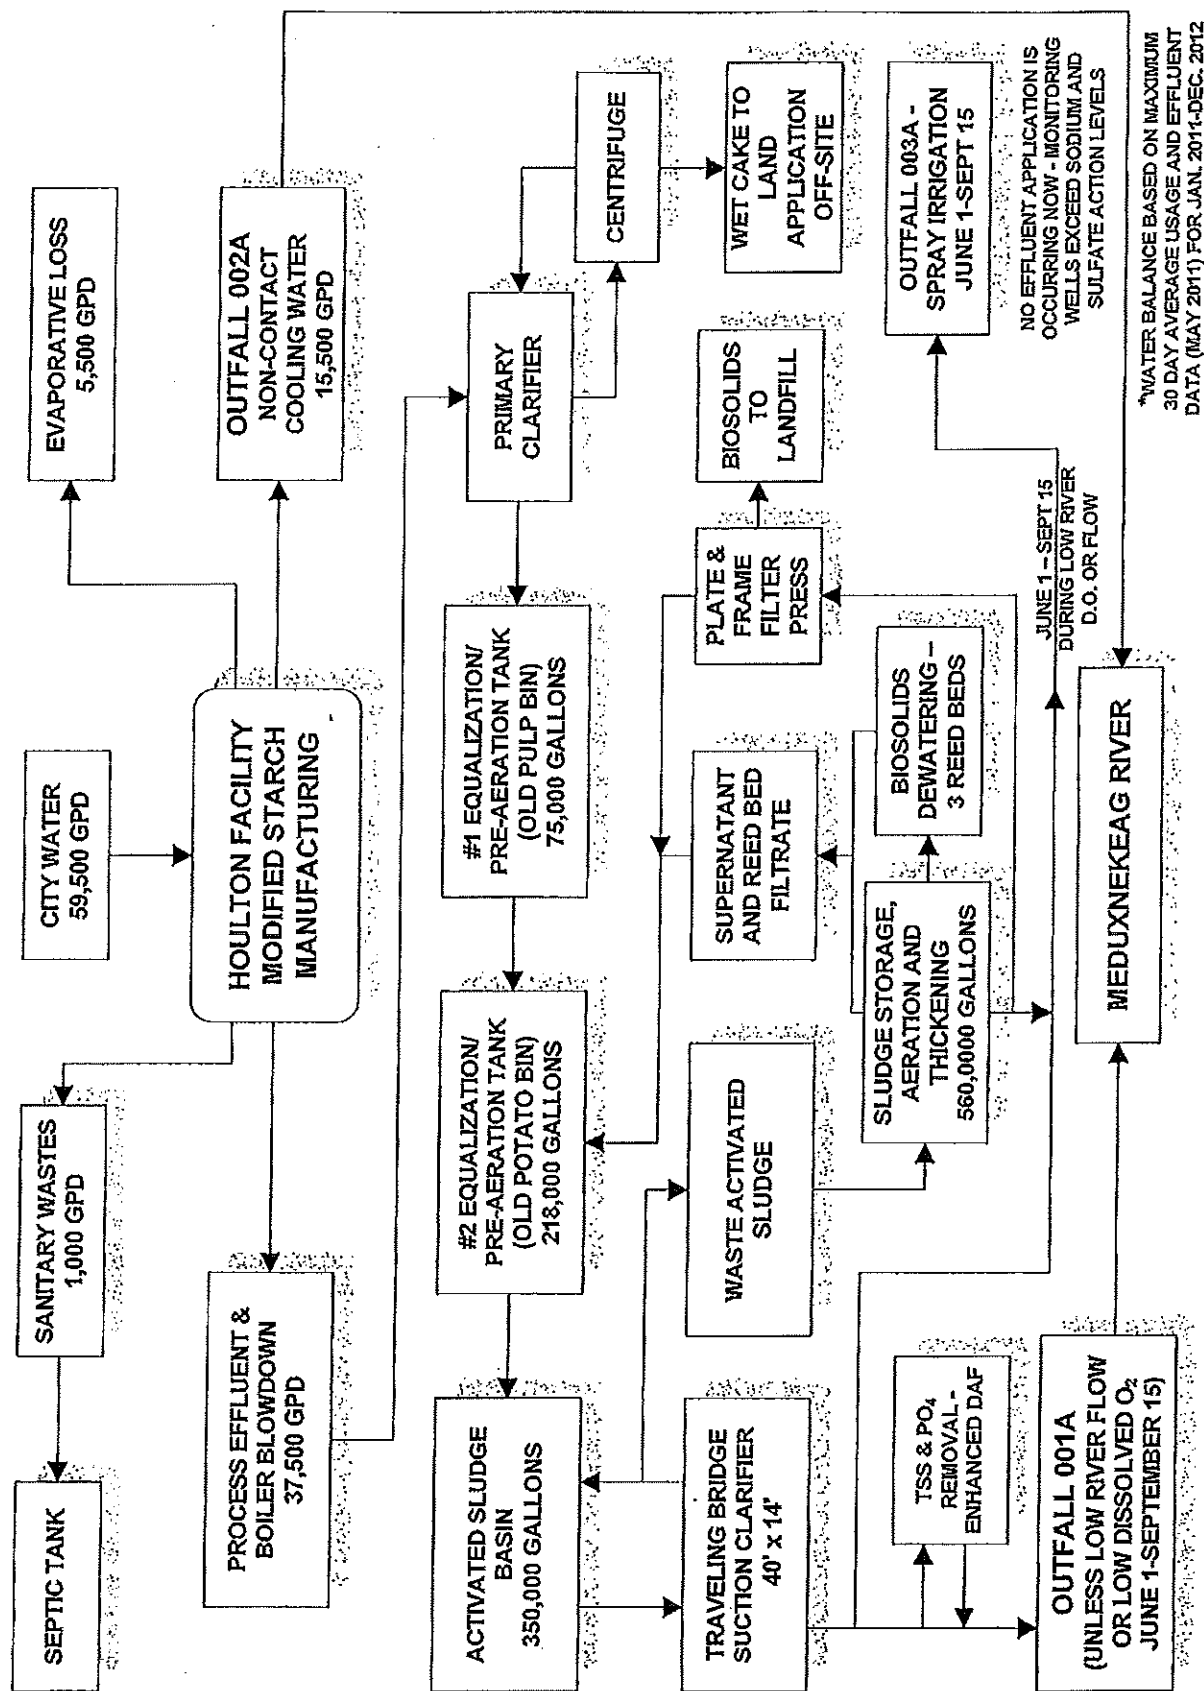 SEPTIC TANK
SANITARY WASTES
1,000 GPD
CITY WATER
59,500 GPD
EVAPORATIVE LOSS
5,500 GPD
PROCESS EFFLUENT &
BOILER BLOWDOWN
37,500 GPD
HOULTON FACILITY
MODIFIED STARCH
MANUFACTURING
OUTFALL 002A
NON-CONTACT
COOLING WATER
15,500 GPD
ACTIVATED SLUDGE
BASIN
350,000 GALLONS
#2 EQUALIZATION/
PRE-AERATION TANK
(OLD POTATO BIN)
218,000 GALLONS
#1 EQUALIZATION/
PRE-AERATION TANK
(OLD PULP BIN)
75,000 GALLONS
PRIMARY
CLARIFIER
CENTRIFUGE
TRAVELING BRIDGE
SUCTION CLARIFIER
40' x 14'
WASTE ACTIVATED
SLUDGE
SUPERNATANT
AND REED BED
FILTRATE
PLATE &
FRAME
FILTER
PRESS
BIOSOLIDS
TO
LANDFILL
WET CAKE TO
LAND
APPLICATION
OFF-SITE
SLUDGE STORAGE,
AERATION AND
THICKENING
560,0000 GALLONS
BIOSOLIDS
DEWATERING –
3 REED BEDS
OUTFALL 003A -
SPRAY IRRIGATION
JUNE 1-SEPT 15
TSS & PO4
REMOVAL -
ENHANCED DAF
JUNE 1 – SEPT 15
DURING LOW RIVER
D.O. OR FLOW
NO EFFLUENT APPLICATION IS
OCCURRING NOW - MONITORING
WELLS EXCEED SODIUM AND
SULFATE ACTION LEVELS
OUTFALL 001A
(UNLESS LOW RIVER FLOW
OR LOW DISSOLVED O2
JUNE 1-SEPTEMBER 15)
MEDUXNEKEAG RIVER
*WATER BALANCE BASED ON MAXIMUM
30 DAY AVERAGE USAGE AND EFFLUENT
DATA (MAY 2011) FOR JAN. 2011-DEC. 2012